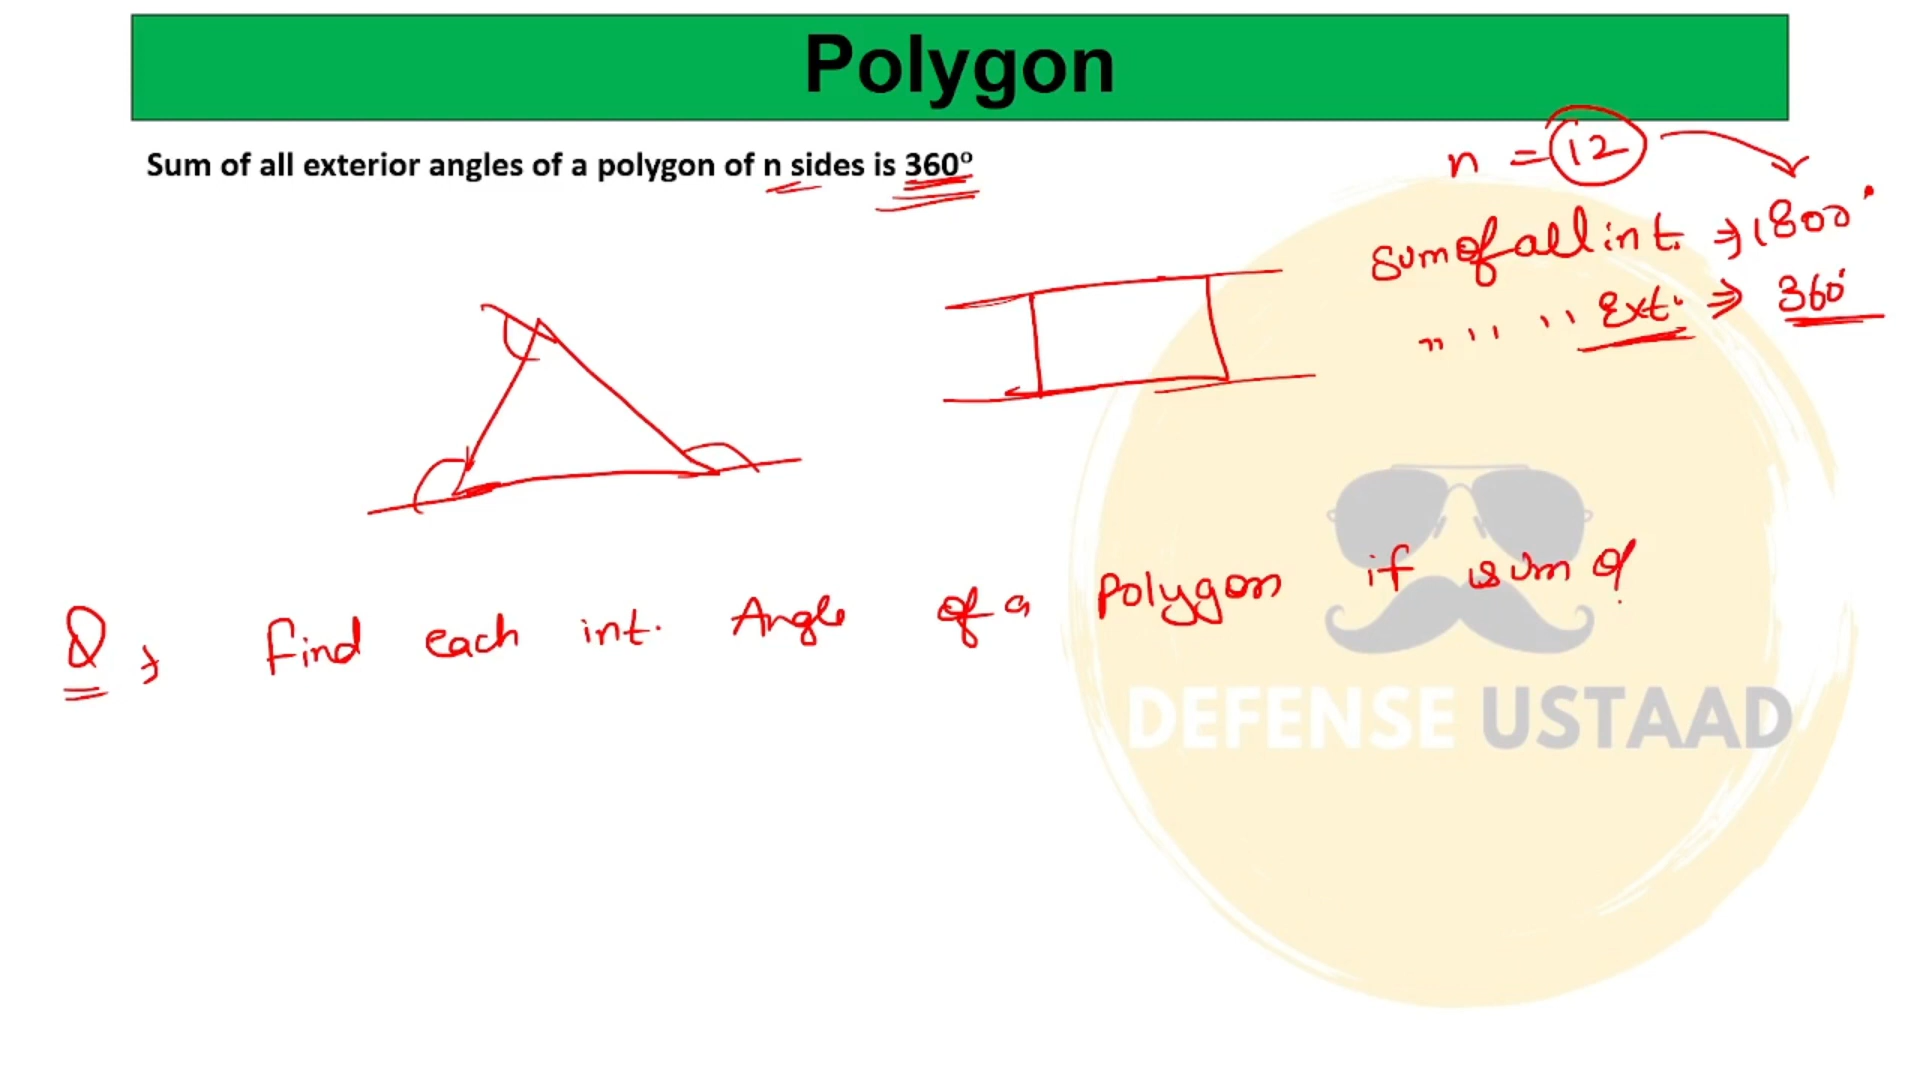 Polygon
Sum of all exterior angles of a polygon of n sides is 360°
n = 12
Sum of all int. ⇒ 1800°
" " " Ext. ⇒ 360°
Q, Find each int. Angle of a Polygon if sum of
DEFENSE USTAAD